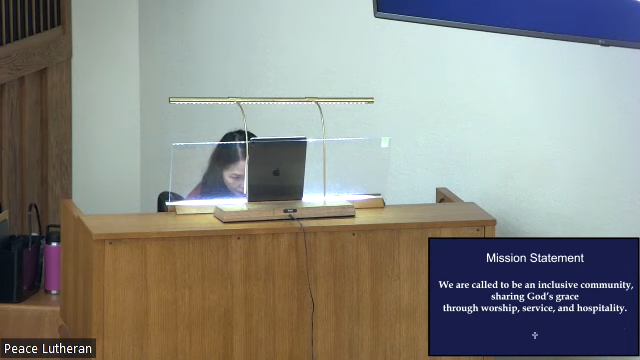 Mission Statement
We are called to be an inclusive community,
sharing God's grace
through worship, service, and hospitality.
Peace Lutheran